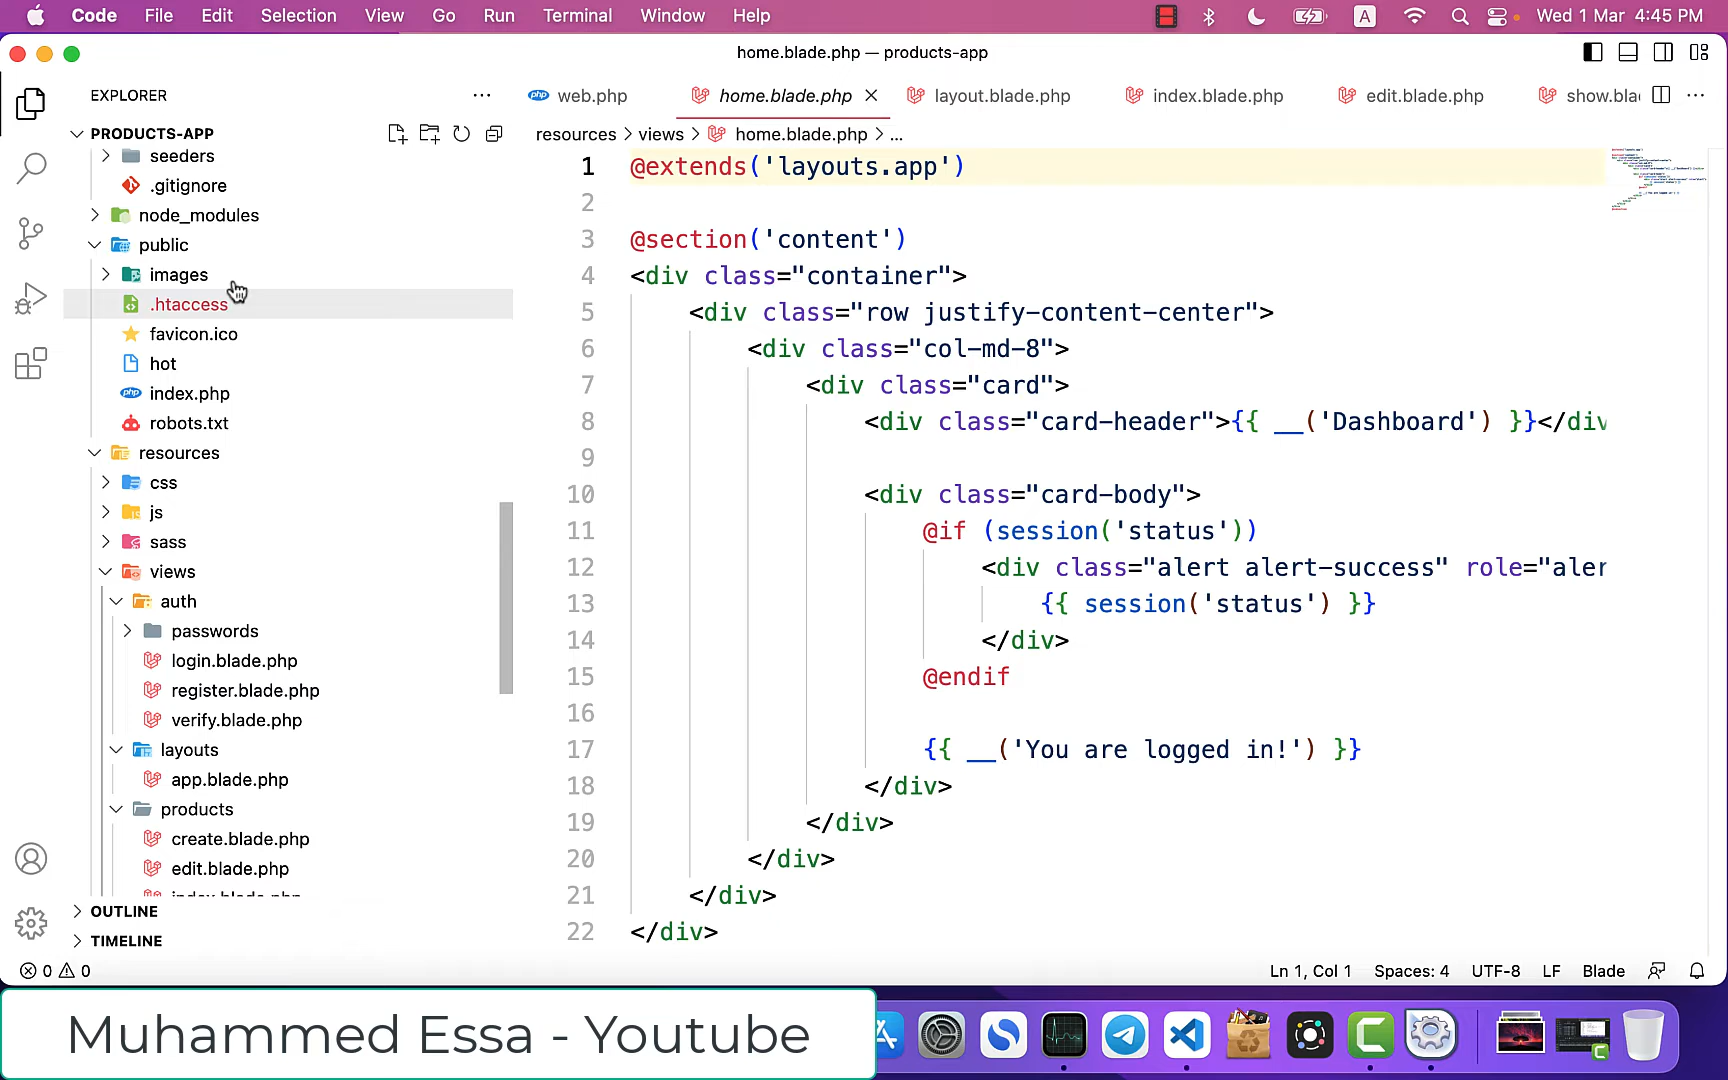 Code File Edit Selection View Go Run Terminal Window Help A Wed 1 Mar 4:45 PM
home.blade.php — products-app
EXPLORER
web.php
home.blade.php
layout.blade.php
index.blade.php
edit.blade.php
show.bla
PRODUCTS-APP
resources > views > home.blade.php > ...
seeders
.gitignore
node_modules
public
images
.htaccess
favicon.ico
hot
index.php
robots.txt
resources
css
js
sass
views
auth
passwords
login.blade.php
register.blade.php
verify.blade.php
layouts
app.blade.php
products
create.blade.php
edit.blade.php
index.blade.php
OUTLINE
TIMELINE
1 @extends('layouts.app')
2
3 @section('content')
4 <div class="container">
5 <div class="row justify-content-center">
6 <div class="col-md-8">
7 <div class="card">
8 <div class="card-header">{{ __('Dashboard') }}</div
9
10 <div class="card-body">
11 @if (session('status'))
12 <div class="alert alert-success" role="aler
13 {{ session('status') }}
14 </div>
15 @endif
16
17 {{ __('You are logged in!') }}
18 </div>
19 </div>
20 </div>
21 </div>
22 </div>
0 0
Ln 1, Col 1 Spaces: 4 UTF-8 LF Blade
Muhammed Essa - Youtube